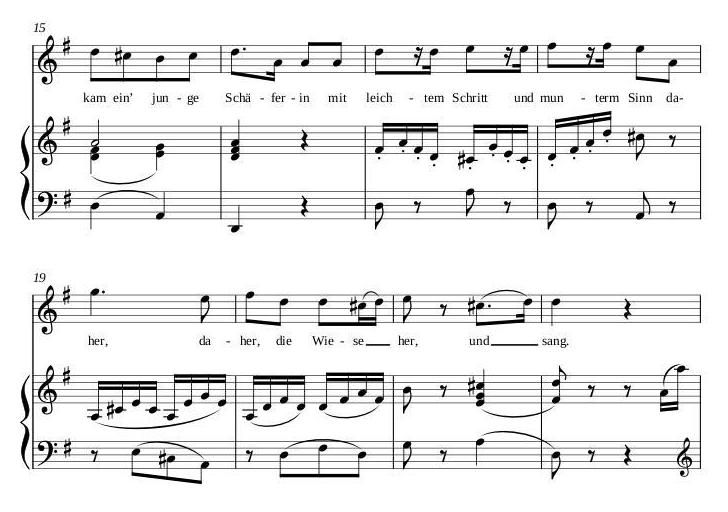 15
kam ein’ jun - ge Schä - fer - in mit leich - tem Schritt und mun - term Sinn da-
19
her, da - her, die Wie - se her, und sang.